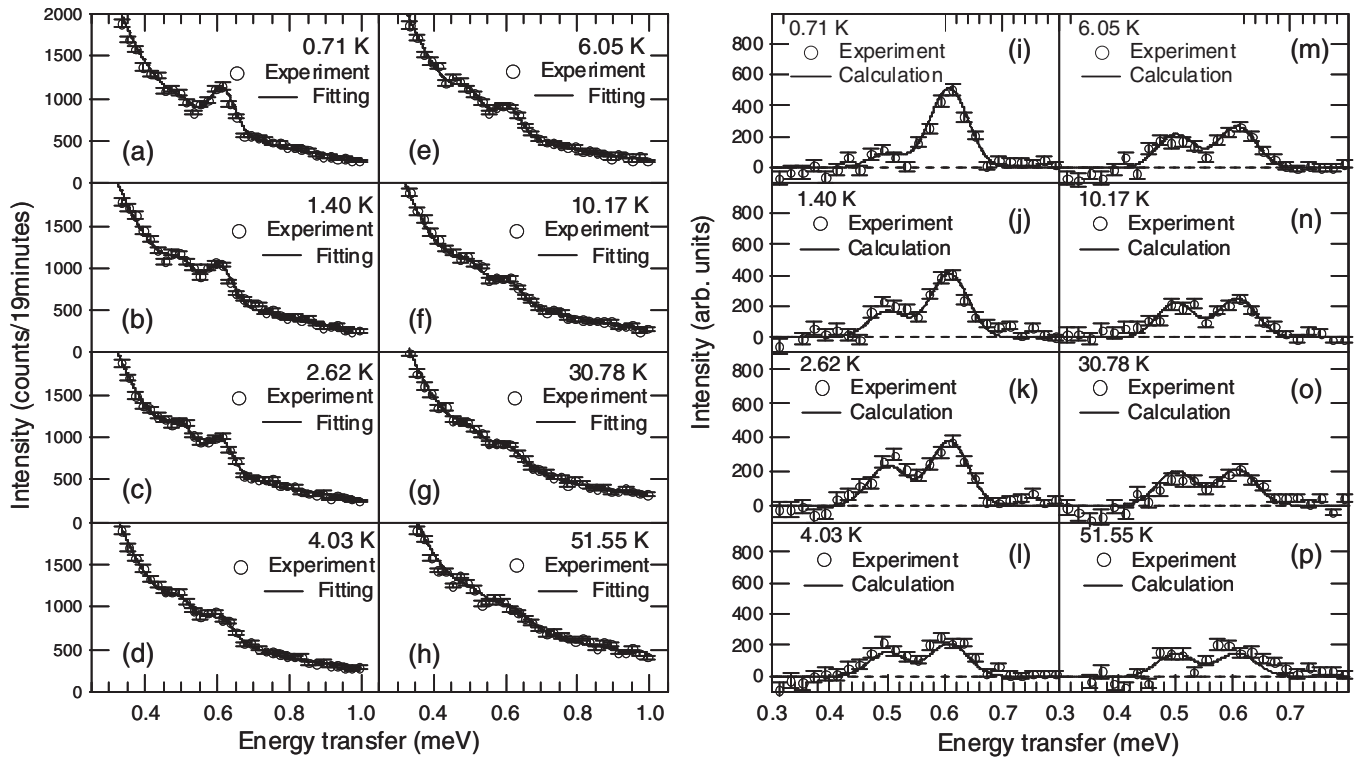 Intensity (counts/19minutes)
2000
1500
1000
500
0
1500
1000
500
0
1500
1000
500
0
1500
1000
500
0
0.71 K
Experiment
Fitting
(a)
1.40 K
Experiment
Fitting
(b)
2.62 K
Experiment
Fitting
(c)
4.03 K
Experiment
Fitting
(d)
6.05 K
Experiment
Fitting
(e)
10.17 K
Experiment
Fitting
(f)
30.78 K
Experiment
Fitting
(g)
51.55 K
Experiment
Fitting
(h)
0.4 0.6 0.8 1.0 0.4 0.6 0.8 1.0
Energy transfer (meV)
Intensity (arb. units)
800
600
400
200
0
800
600
400
200
0
800
600
400
200
0
800
600
400
200
0
0.71 K
Experiment
Calculation
(i)
1.40 K
Experiment
Calculation
(j)
2.62 K
Experiment
Calculation
(k)
4.03 K
Experiment
Calculation
(l)
6.05 K
Experiment
Calculation
(m)
10.17 K
Experiment
Calculation
(n)
30.78 K
Experiment
Calculation
(o)
51.55 K
Experiment
Calculation
(p)
0.3 0.4 0.5 0.6 0.7 0.3 0.4 0.5 0.6 0.7
Energy transfer (meV)